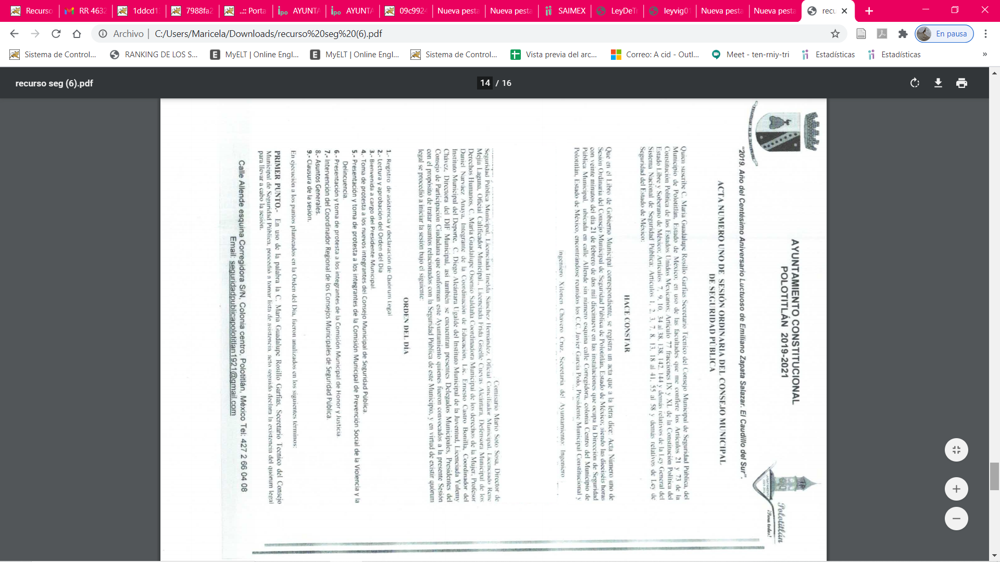 Recurso
RR 4632
1ddcd1
7988fa2
..:: Porta
AYUNTA
AYUNTA
09c9924
Nueva pesta
Nueva pesta
SAIMEX
LeyDeTr
leyvig01
Nueva pesta
Nueva pesta
recu
Archivo
C:/Users/Maricela/Downloads/recurso%20seg%20(6).pdf
En pausa
Sistema de Control...
RANKING DE LOS S...
MyELT | Online Engl...
MyELT | Online Engl...
Sistema de Control...
Vista previa del arc...
Correo: A cid - Outl...
Meet - ten-rniy-tri
Estadísticas
Estadísticas
recurso seg (6).pdf
14 / 16
AYUNTAMIENTO CONSTITUCIONAL
POLOTITLÁN 2019-2021
Polotitlán
¡Para todos!
"2019. Año del Centésimo Aniversario Luctuoso de Emiliano Zapata Salazar. El Caudillo del Sur".
ACTA NUMERO UNO DE SESIÓN ORDINARIA DEL CONSEJO MUNICIPAL
DE SEGURIDAD PÚBLICA
Quien suscribe C. María Guadalupe Rosillo Garfias Secretario Técnico del Consejo Municipal de Seguridad Pública, del
Municipio de Polotitlán, Estado de México; en uso de las facultades que me confiere los Artículos 21 y 73 de la
Constitución Política de los Estados Unidos Mexicanos; Artículo 77 fracciones IX y XL de la Constitución Política del
Estado Libre y Soberano de México; Artículos 7, 9, 10, 34 al 38, 138, 142, 144 y demás relativos de la Ley General del
Sistema Nacional de Seguridad Pública; Artículos 1, 2, 3, 7, 8, 13, 18 al 41, 55 al 58 y demás relativos de Ley de
Seguridad del Estado de México;
HACE CONSTAR
Que en el Libro de Gobierno Municipal correspondiente, se registra un acta que a la letra dice: Acta Número uno de
Sesión Ordinaria del Consejo Municipal de Seguridad Pública de Polotitlán, Estado de México; siendo las dieciséis horas
con veinte minutos del día 21 de febrero de dos mil diecinueve en las instalaciones que ocupa la Dirección de Seguridad
Pública Municipal, ubicada en calle Allende sin número esquina calle Corregidora, colonia Centro del Municipio de
Polotitlán, Estado de México, encontrándose reunidos los C.C. Javier García Polo, Presidente Municipal Constitucional y
Ingeniero Xilonen Chavero Cruz, Secretaria del Ayuntamiento; Ingeniero
Comisario Mario Soto Sosa, Director de
Seguridad Pública Municipal, Licenciada Imelda Sánchez Hernández, Oficial Conciliador Municipal, Licenciado Rene
Mejía Laguna, Oficial Calificador Municipal., Licenciada Frida Giselle Cuevas Alcántara, Defensora Municipal de los
Derechos Humanos, C. María Guadalupe Osornio Saldaña Coordinadora Municipal de los derechos de la Mujer, Profesor
Daniel Narváez Anaya, Integrante de la Coordinación de Educación, Lic. Ernesto Castro Bonilla, Coordinador del
Instituto Municipal del Deporte, C. Diego Alcántara Ugalde del Instituto Municipal de la Juventud, Licenciada Yulemy
Chávez, Directora del DIF Municipal, así también se encuentran presentes Delegados Municipales, Presidentes del
Consejo de Participación Ciudadana que conforman este Ayuntamiento quienes fueron convocados a la presente Sesión
con el propósito de tratar asuntos relacionados con la Seguridad Pública de este Municipio, y en virtud de existir quórum
legal se procedió a iniciar la sesión bajo el siguiente:
ORDEN DEL DÍA
1.- Registro de asistencia y declaración de Quórum Legal
2.- Lectura y aprobación del Orden del Día
3.- Bienvenida a cargo del Presidente Municipal
4.- Toma de protesta a los nuevos integrantes del Consejo Municipal de Seguridad Pública.
5.- Presentación y toma de protesta a los integrantes de la Comisión Municipal de Prevención Social de la Violencia y la
Delincuencia.
6.- Presentación y toma de protesta a los integrantes de la Comisión Municipal de Honor y Justicia.
7.- Intervención del Coordinador Regional de los Consejos Municipales de Seguridad Pública.
8.- Asuntos Generales.
9.- Clausura de la sesión.
En ejecución a los puntos planteados en la Orden del Día, fueron analizados en los siguientes términos:
PRIMER PUNTO.- En uso de la palabra la C. María Guadalupe Rosillo Garfias, Secretario Técnico del Consejo
Municipal de Seguridad Pública, procedió a tomar lista de asistencia, acto seguido declara la existencia del quórum legal
para llevar a cabo la sesión.
Calle Allende esquina Corregidora S/N, Colonia centro, Polotitlán, México Tel: 427 2 66 04 08
Email: seguridadpublicapolotitlan1921@gmail.com